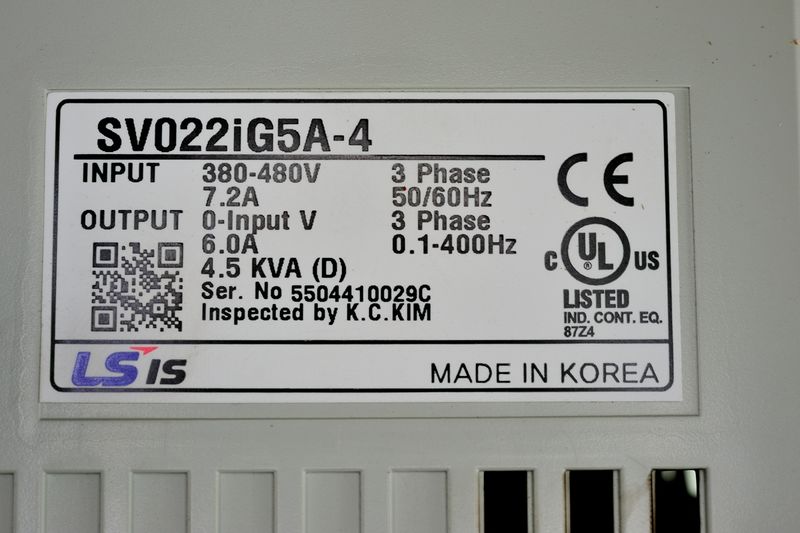 SV022iG5A-4
INPUT 380-480V 3 Phase
7.2A 50/60Hz
OUTPUT 0-Input V 3 Phase
6.0A 0.1-400Hz
4.5 KVA (D)
Ser. No 5504410029C
Inspected by K.C.KIM
CE
C UL ® US
LISTED
IND. CONT. EQ.
87Z4
LS IS
MADE IN KOREA